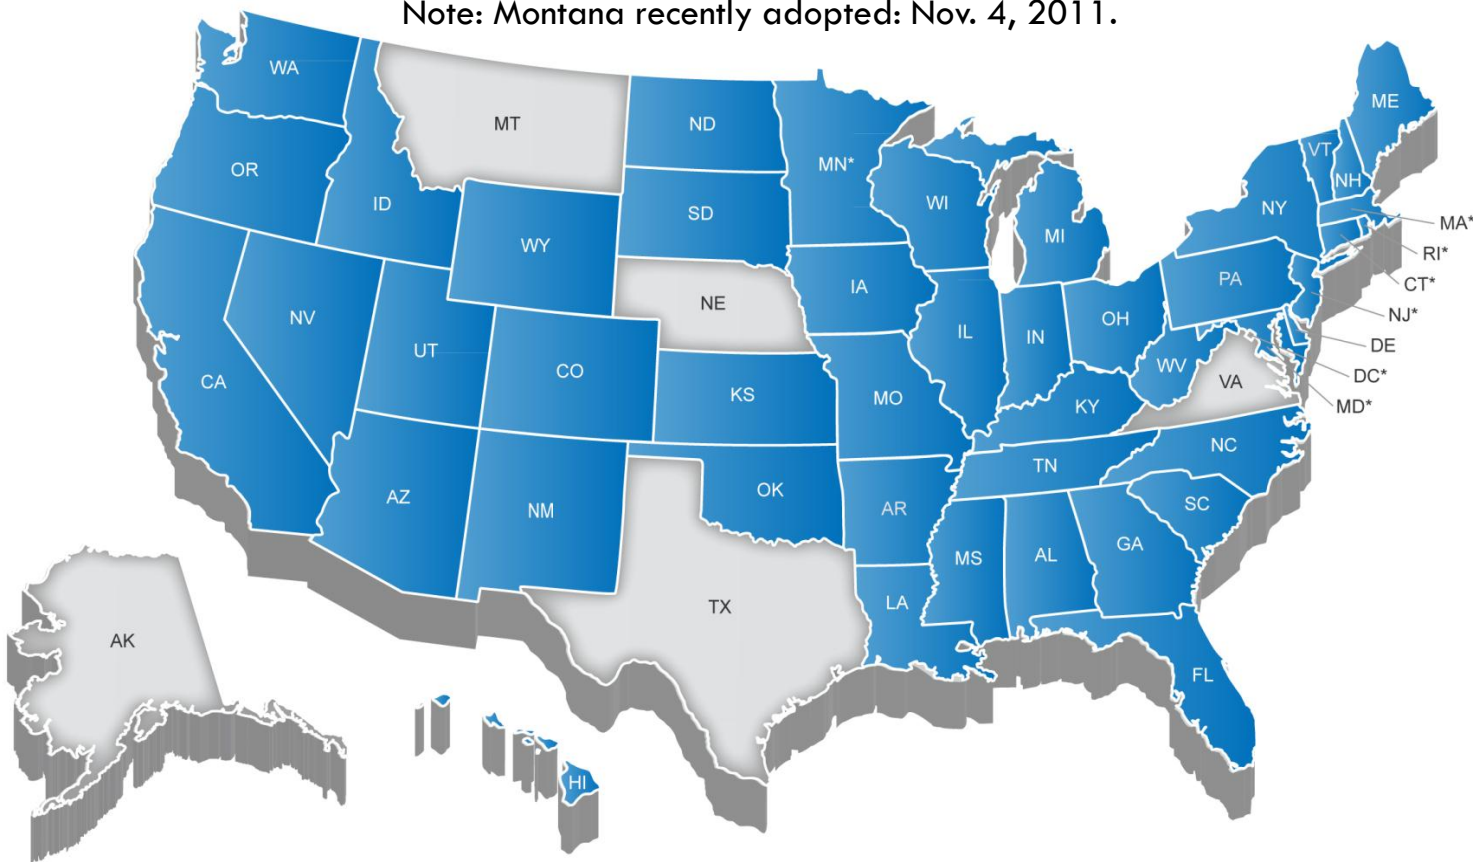 Note: Montana recently adopted: Nov. 4, 2011.
WA
MT
ND
MN*
ME
VT
NH
OR
ID
SD
WI
MI
NY
MA*
WY
RI*
CT*
NE
IA
PA
NJ*
NV
UT
CO
IL
IN
OH
DE
CA
KS
MO
WV
VA
DC*
MD*
KY
NC
AZ
NM
OK
TN
AR
SC
MS
AL
GA
TX
LA
AK
FL
HI